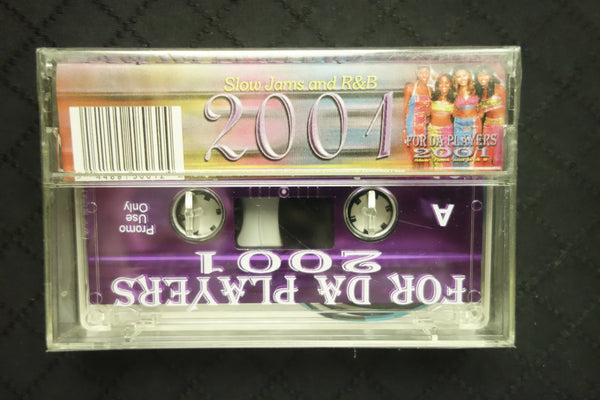 Slow Jams and R&B
2001
FOR DA PLAYERS
2001
A
Promo
Use
Only
FOR DA PLAYERS
2001